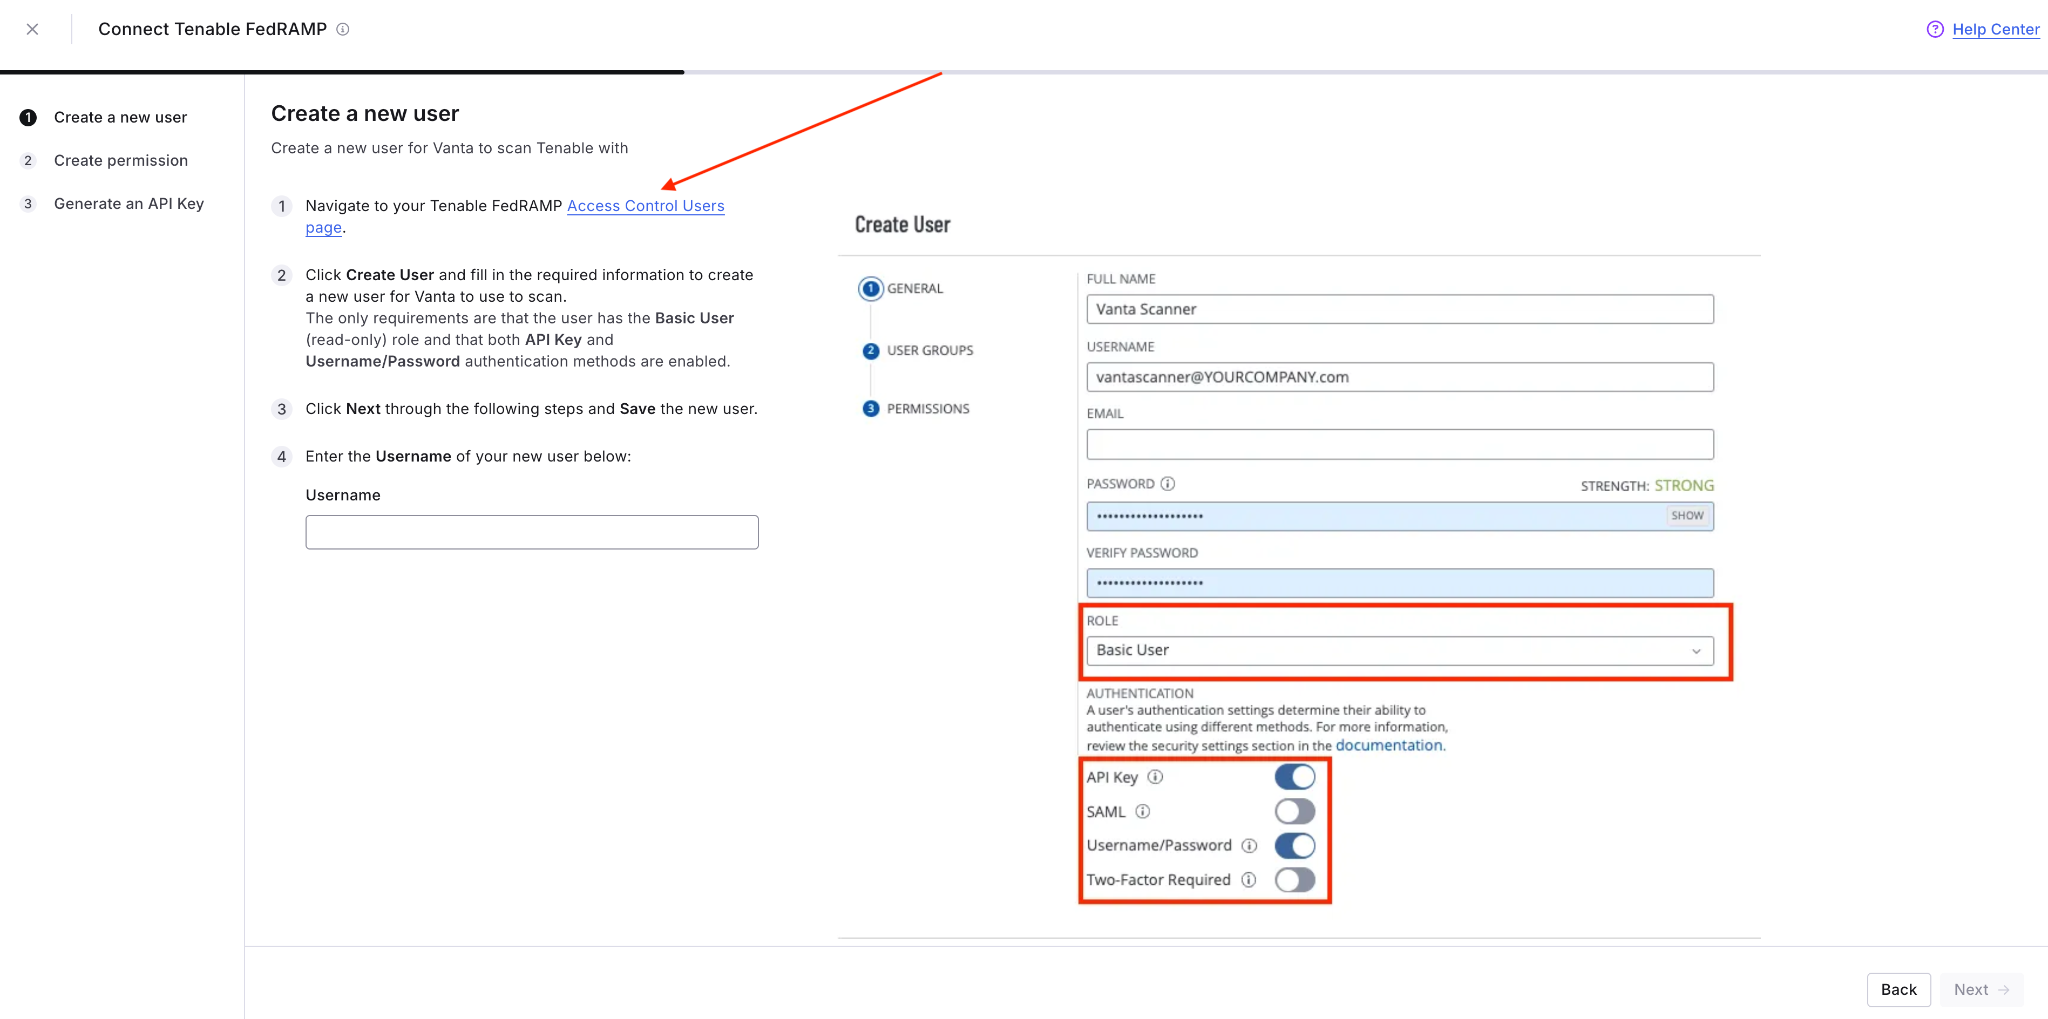 Connect Tenable FedRAMP
Help Center
1 Create a new user
2 Create permission
3 Generate an API Key
Create a new user
Create a new user for Vanta to scan Tenable with
1 Navigate to your Tenable FedRAMP Access Control Users
page.
2 Click Create User and fill in the required information to create
a new user for Vanta to use to scan.
The only requirements are that the user has the Basic User
(read-only) role and that both API Key and
Username/Password authentication methods are enabled.
3 Click Next through the following steps and Save the new user.
4 Enter the Username of your new user below:
Username
Create User
1 GENERAL
2 USER GROUPS
3 PERMISSIONS
FULL NAME
Vanta Scanner
USERNAME
vantascanner@YOURCOMPANY.com
EMAIL
PASSWORD
STRENGTH: STRONG
•••••••••••••••••••
SHOW
VERIFY PASSWORD
•••••••••••••••••••
ROLE
Basic User
AUTHENTICATION
A user's authentication settings determine their ability to
authenticate using different methods. For more information,
review the security settings section in the documentation.
API Key
SAML
Username/Password
Two-Factor Required
Back
Next →